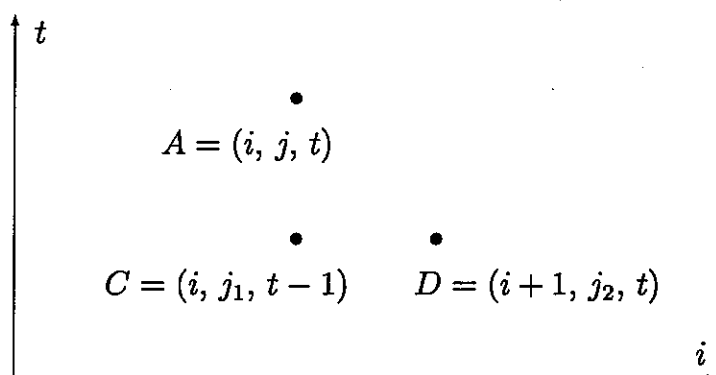 t
A = (i, j, t)
C = (i, j₁, t − 1)
D = (i + 1, j₂, t)
i